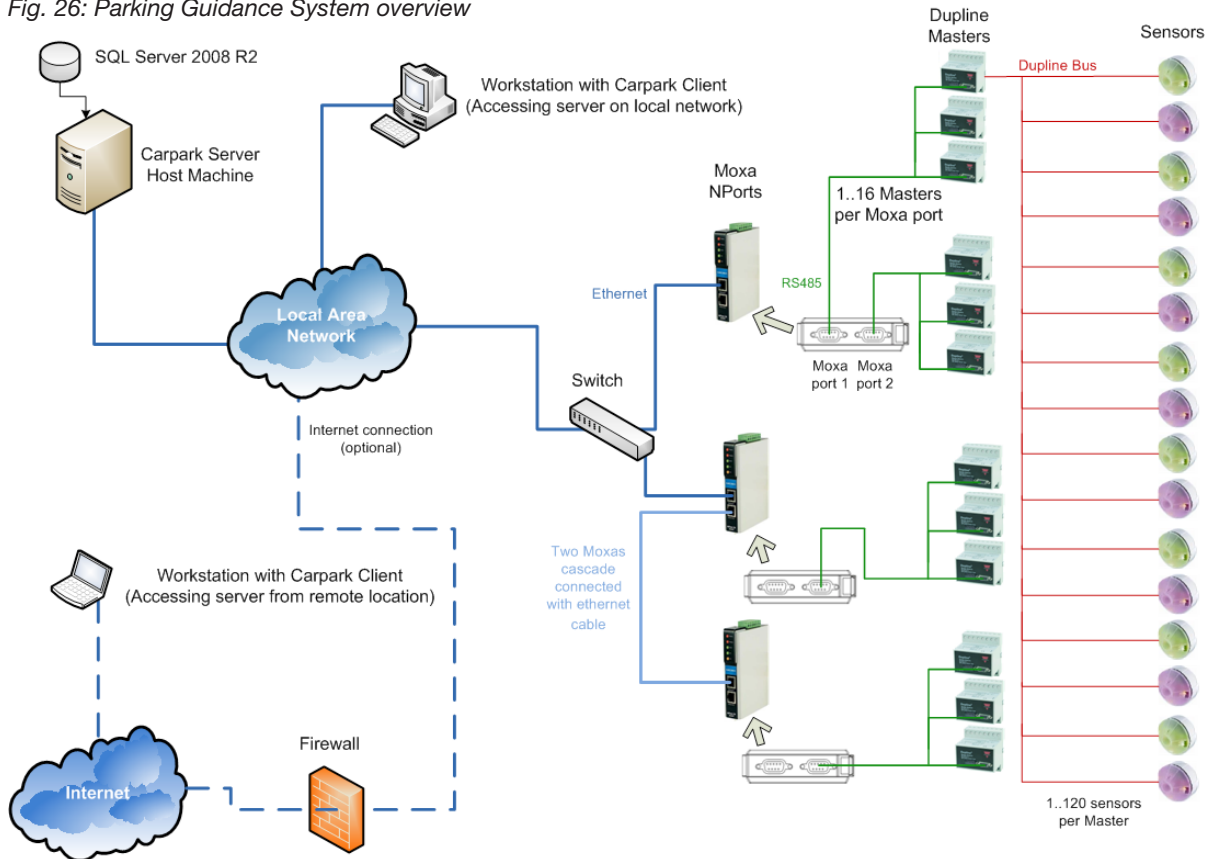 Fig. 26: Parking Guidance System overview
SQL Server 2008 R2
Carpark Server
Host Machine
Workstation with Carpark Client
(Accessing server on local network)
Local Area
Network
Internet connection
(optional)
Workstation with Carpark Client
(Accessing server from remote location)
Internet
Firewall
Switch
Ethernet
Moxa
NPorts
Two Moxas
cascade
connected
with ethernet
cable
RS485
1..16 Masters
per Moxa port
Moxa
port 1
Moxa
port 2
Dupline
Masters
Dupline Bus
Sensors
1..120 sensors
per Master